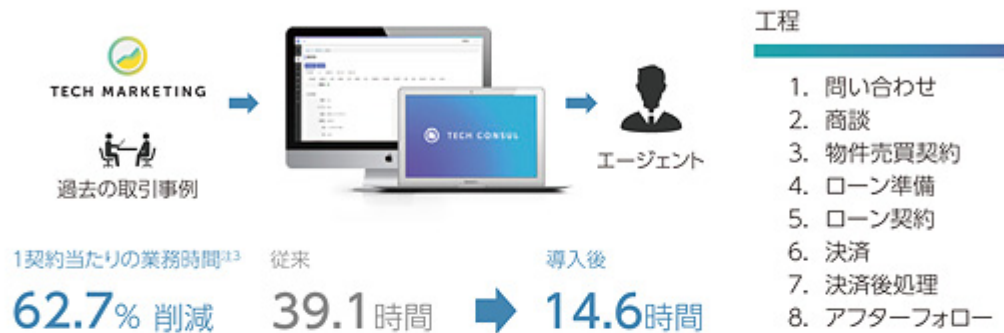 TECH MARKETING
過去の取引事例
TECH CONSUL
エージェント
1契約当たりの業務時間注3
62.7% 削減
従来
39.1時間
導入後
14.6時間
工程
1. 問い合わせ
2. 商談
3. 物件売買契約
4. ローン準備
5. ローン契約
6. 決済
7. 決済後処理
8. アフターフォロー